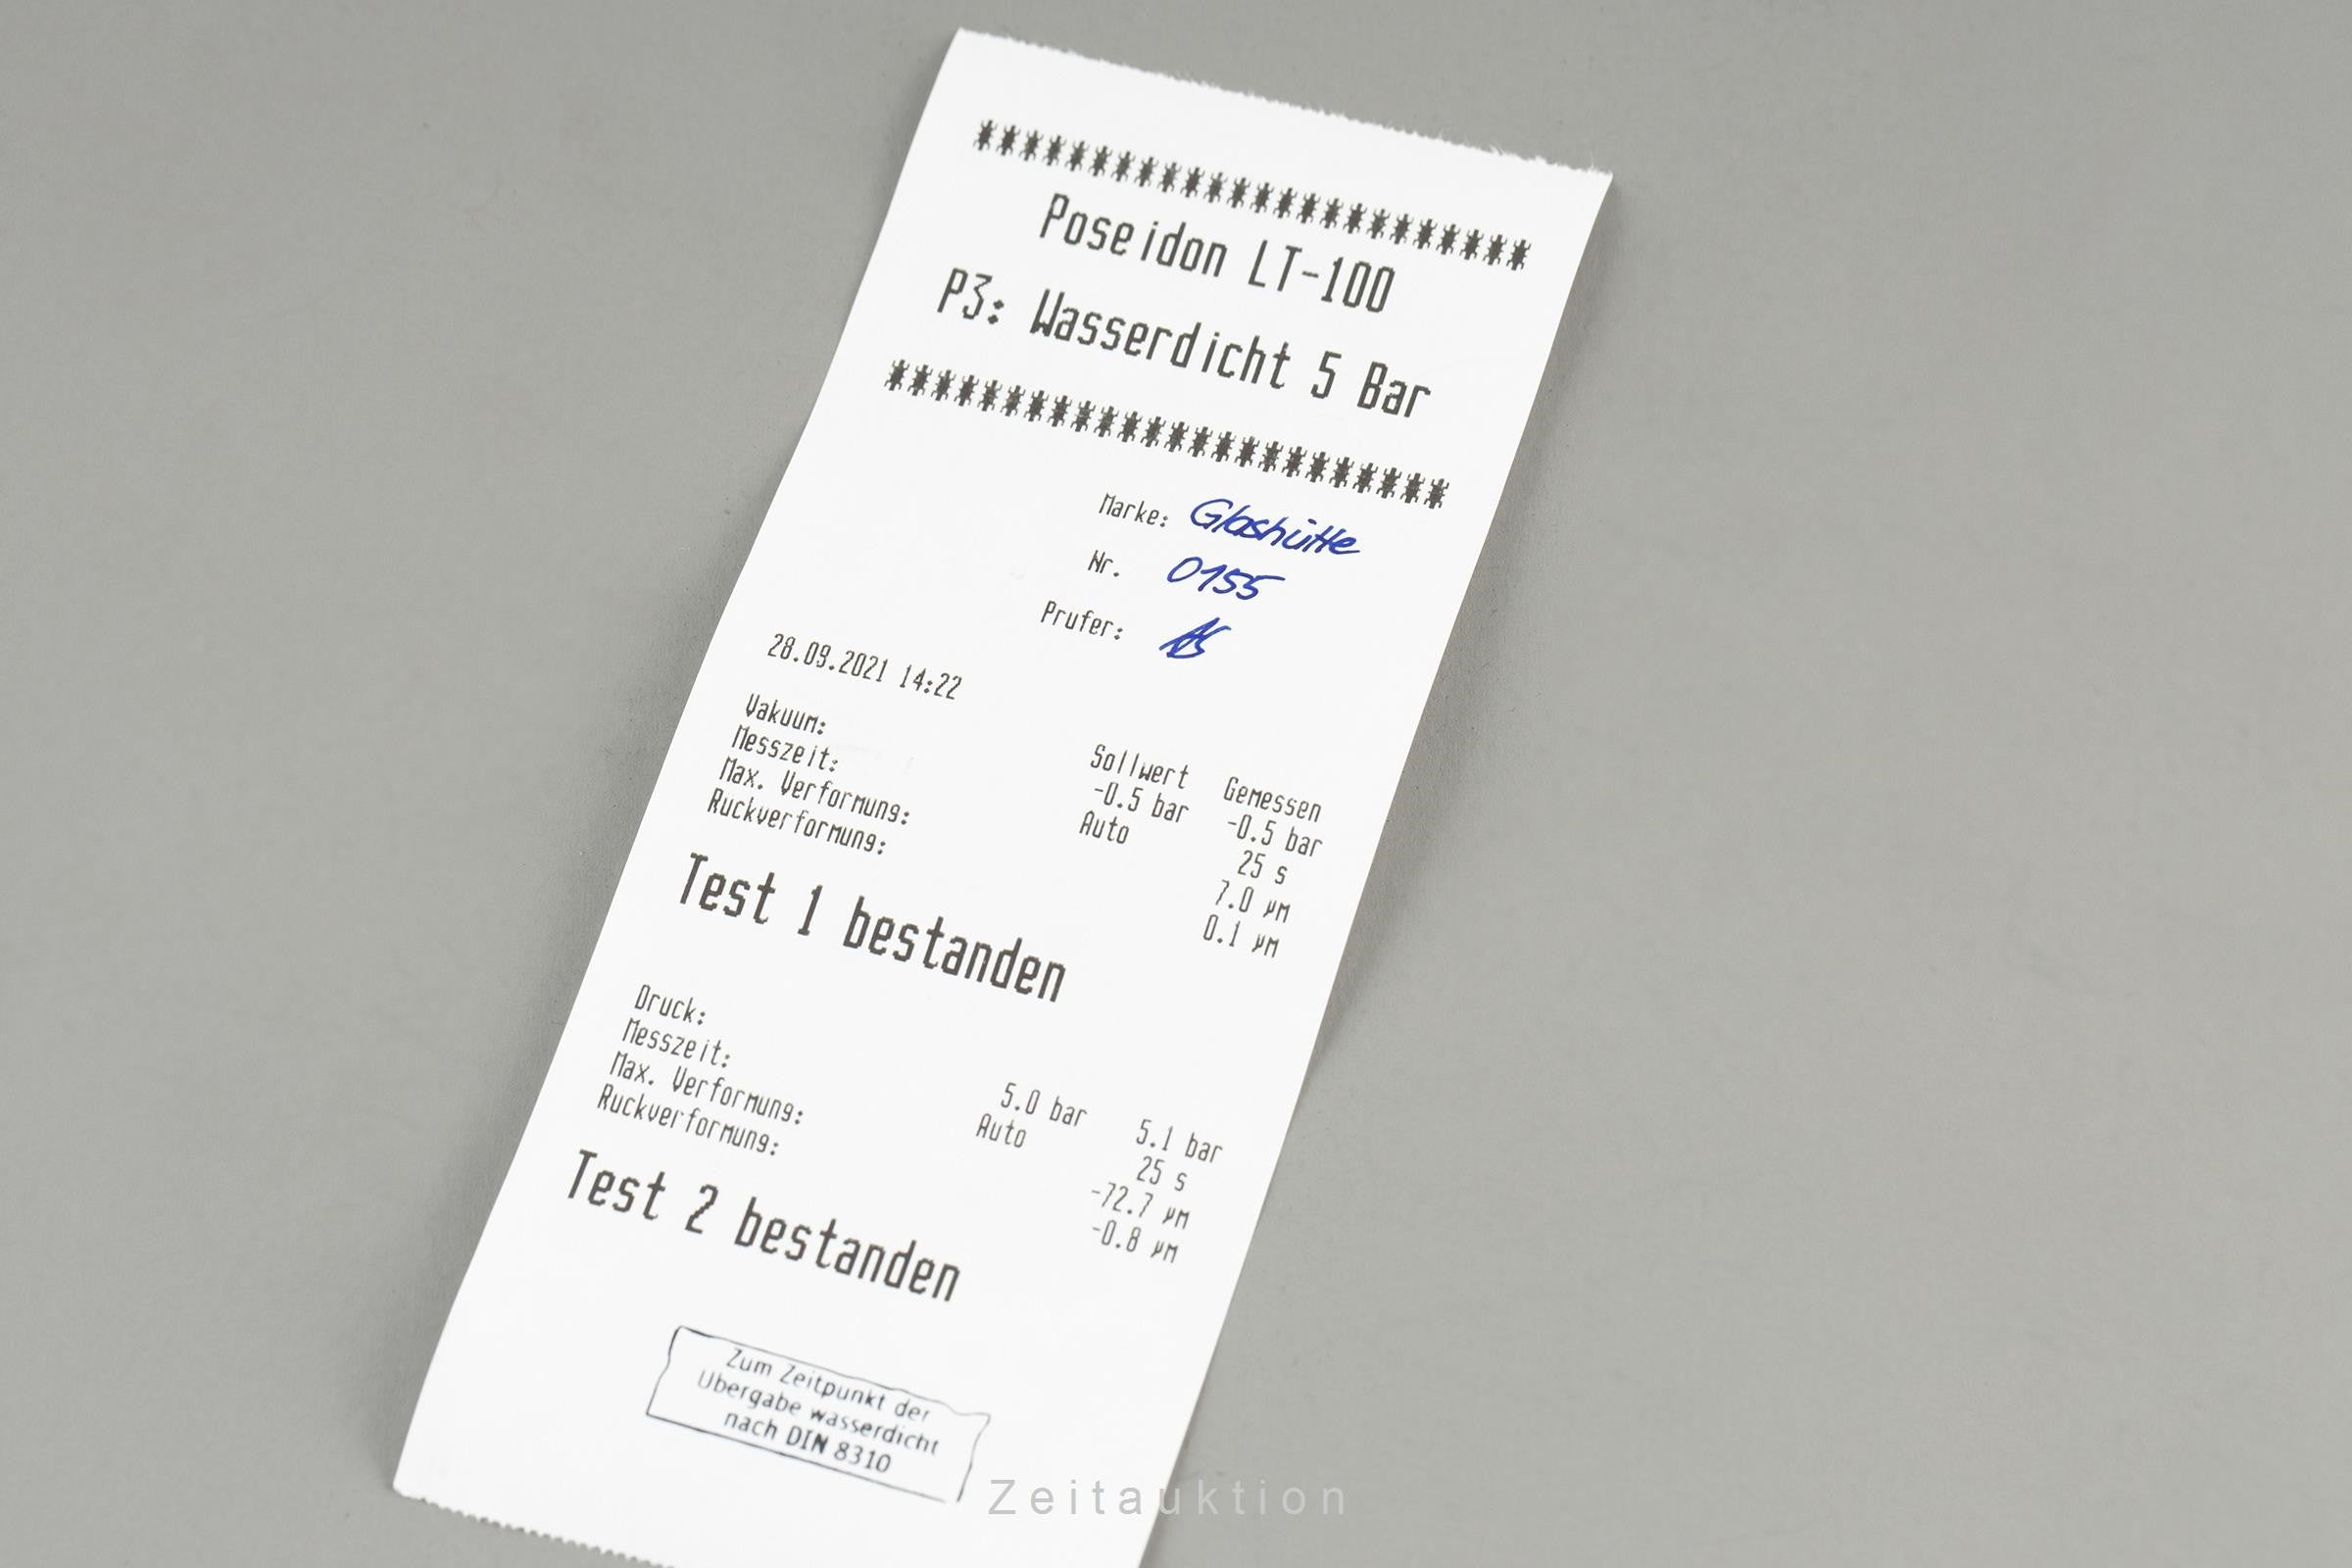 ************************
Poseidon LT-100
P3: Wasserdicht 5 Bar
************************
Marke: Glashütte
Nr. 0155
Prufer:
28.09.2021 14:22
Sollwert Gemessen
Vakuum: -0.5 bar -0.5 bar
Messzeit: Auto 25 s
Max. Verformung: 7.0 µm
Ruckverformung: 0.1 µm
Test 1 bestanden
Druck: 5.0 bar 5.1 bar
Messzeit: Auto 25 s
Max. Verformung: -72.7 µm
Ruckverformung: -0.8 µm
Test 2 bestanden
Zum Zeitpunkt der
Übergabe wasserdicht
nach DIN 8310
Zeitauktion